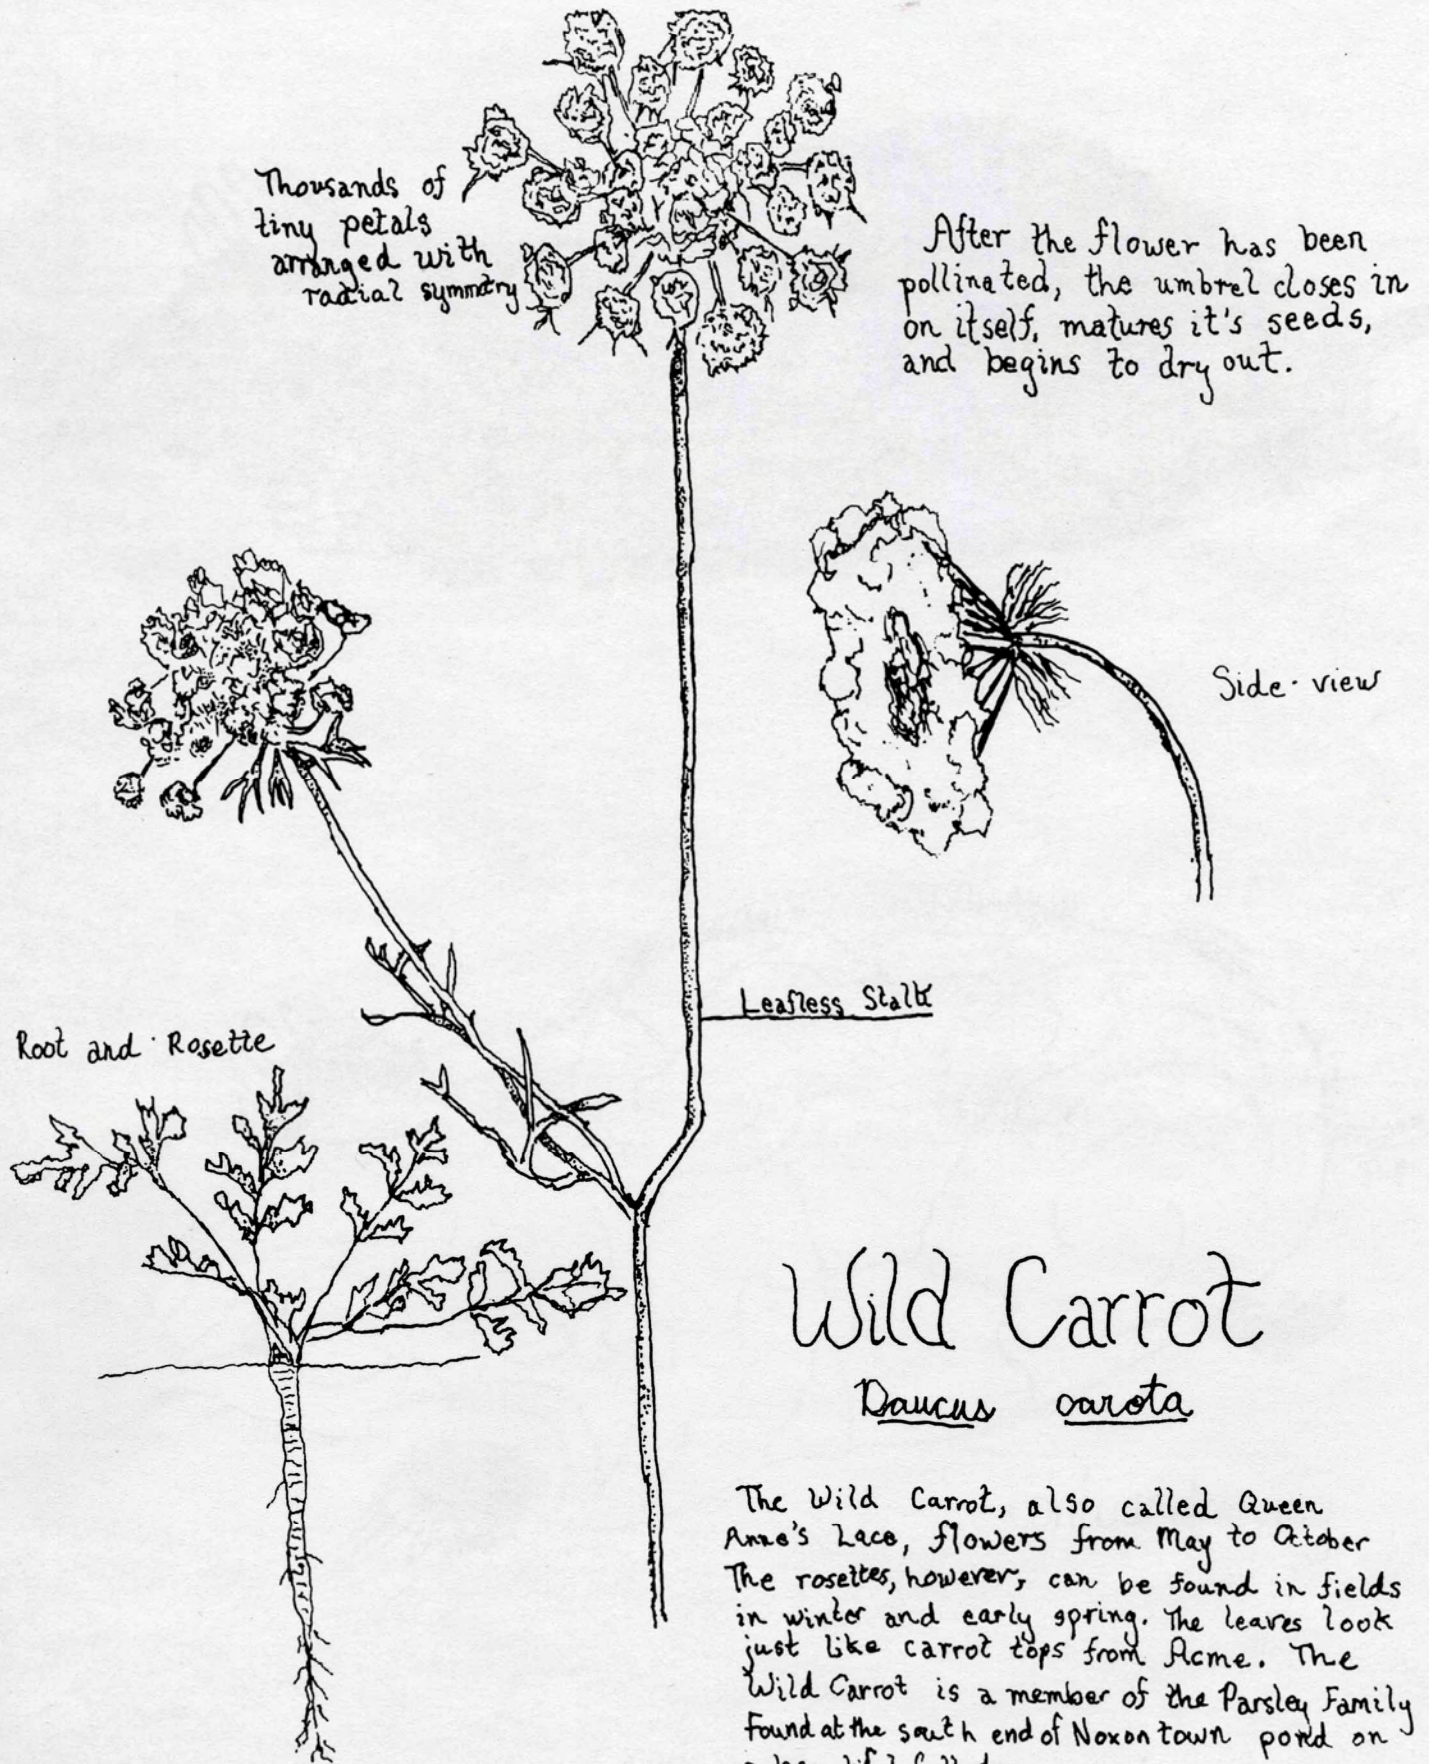 Thousands of
tiny petals
arranged with
radial symmetry
After the flower has been
pollinated, the umbrel closes in
on itself, matures it's seeds,
and begins to dry out.
Side-view
Leafless Stalk
Root and Rosette
Wild Carrot
Daucus carota
The Wild Carrot, also called Queen
Anne's Lace, flowers from May to October
The rosettes, however, can be found in fields
in winter and early spring. The leaves look
just like carrot tops from Acme. The
Wild Carrot is a member of the Parsley Family
found at the south end of Noxontown pond on